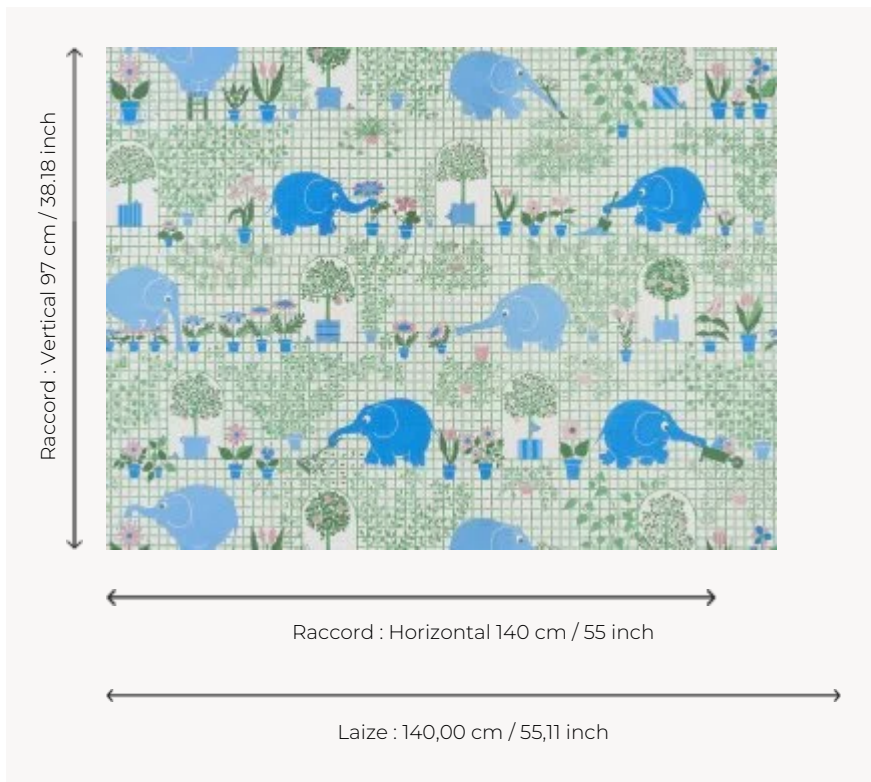 Raccord : Vertical 97 cm / 38.18 inch
Raccord : Horizontal 140 cm / 55 inch
Laize : 140,00 cm / 55,11 inch